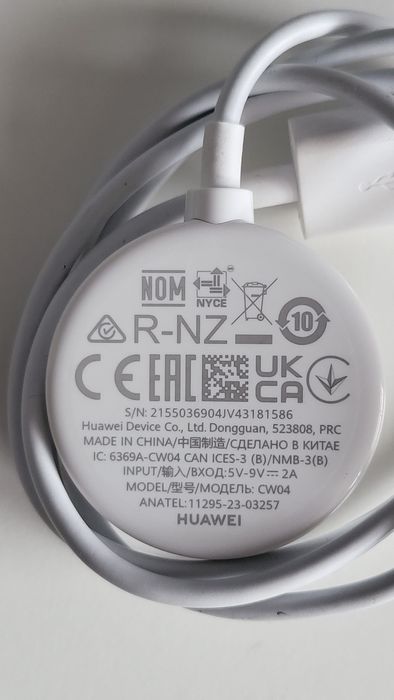 NOM
NYCE
R-NZ
10
CE EAC UK CA
S/N: 2155036904JV43181586
Huawei Device Co., Ltd. Dongguan, 523808, PRC
MADE IN CHINA/中国制造/СДЕЛАНО В КИТАЕ
IC: 6369A-CW04 CAN ICES-3 (B)/NMB-3(B)
INPUT/输入/ВХОД:5V-9V⎓2A
MODEL/型号/МОДЕЛЬ: CW04
ANATEL: 11295-23-03257
HUAWEI